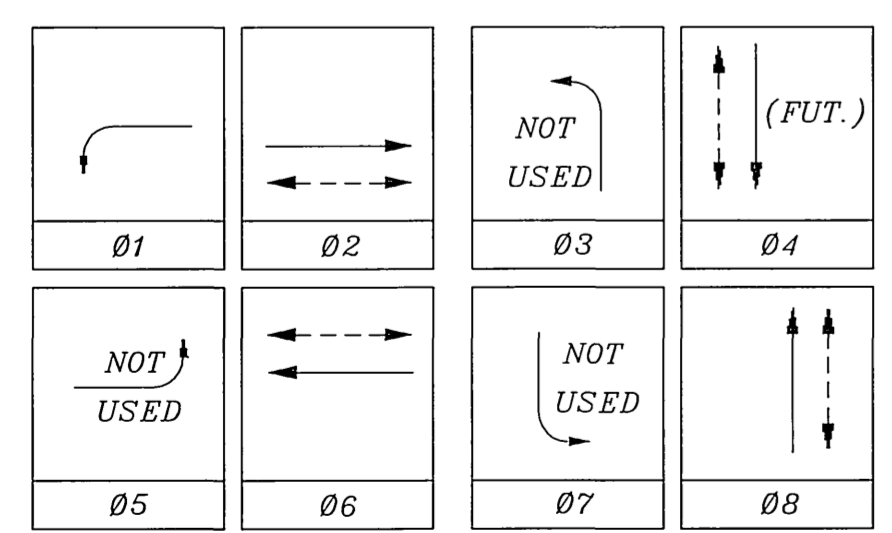 NOT
USED
(FUT.)
Ø1
Ø2
Ø3
Ø4
NOT
USED
NOT
USED
Ø5
Ø6
Ø7
Ø8